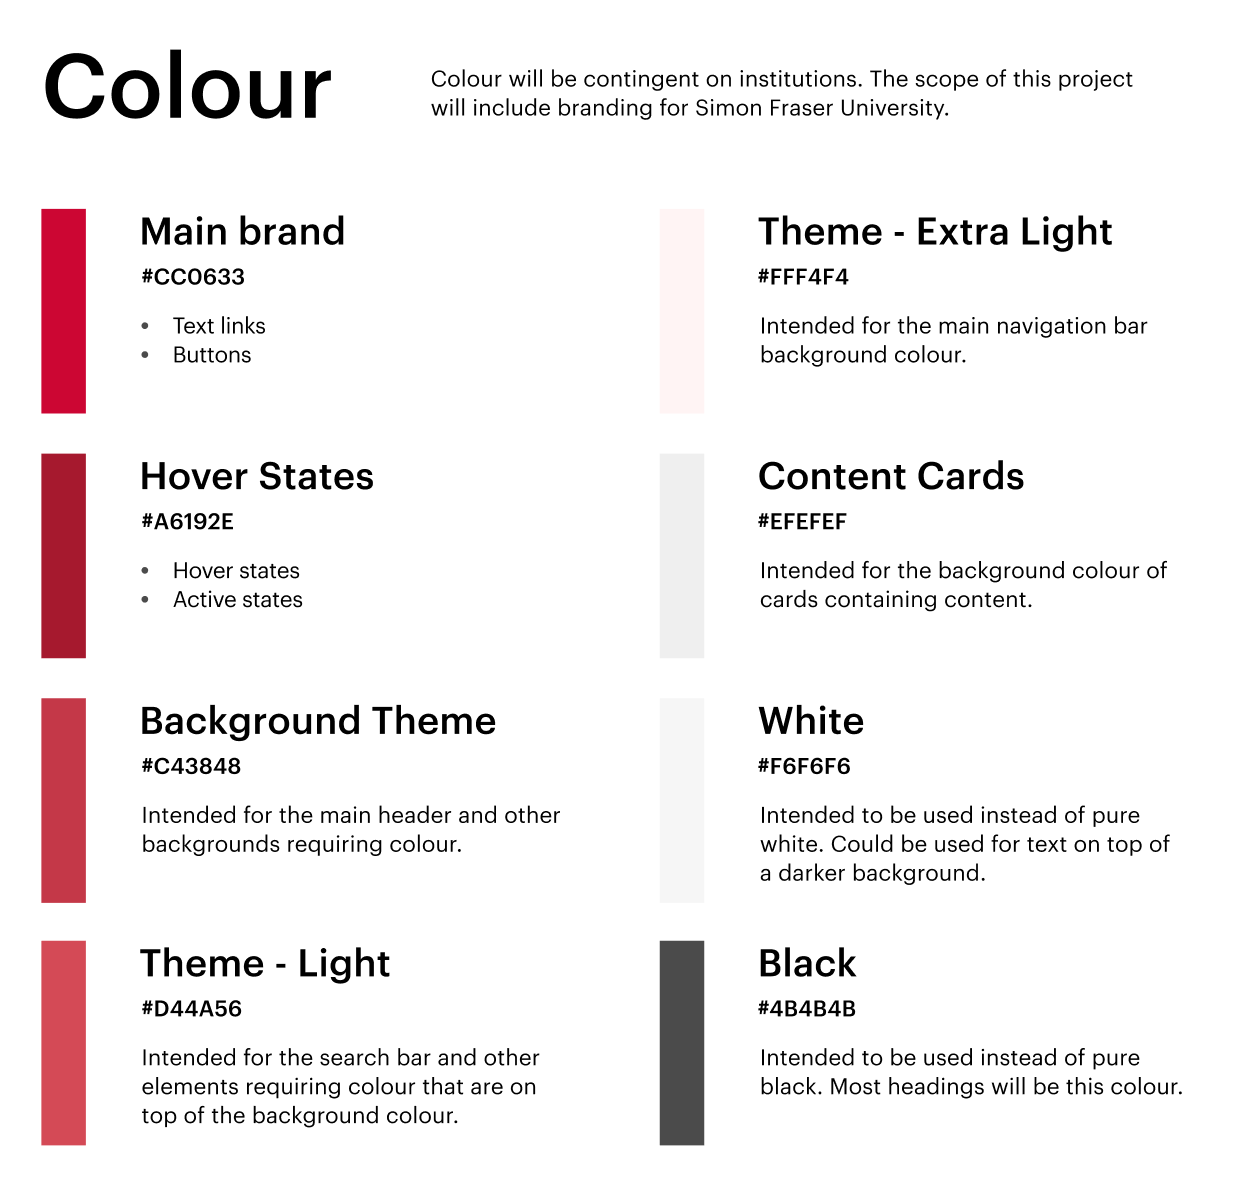 Colour
Colour will be contingent on institutions. The scope of this project
will include branding for Simon Fraser University.
Main brand
#CC0633
• Text links
• Buttons
Hover States
#A6192E
• Hover states
• Active states
Background Theme
#C43848
Intended for the main header and other
backgrounds requiring colour.
Theme - Light
#D44A56
Intended for the search bar and other
elements requiring colour that are on
top of the background colour.
Theme - Extra Light
#FFF4F4
Intended for the main navigation bar
background colour.
Content Cards
#EFEFEF
Intended for the background colour of
cards containing content.
White
#F6F6F6
Intended to be used instead of pure
white. Could be used for text on top of
a darker background.
Black
#4B4B4B
Intended to be used instead of pure
black. Most headings will be this colour.